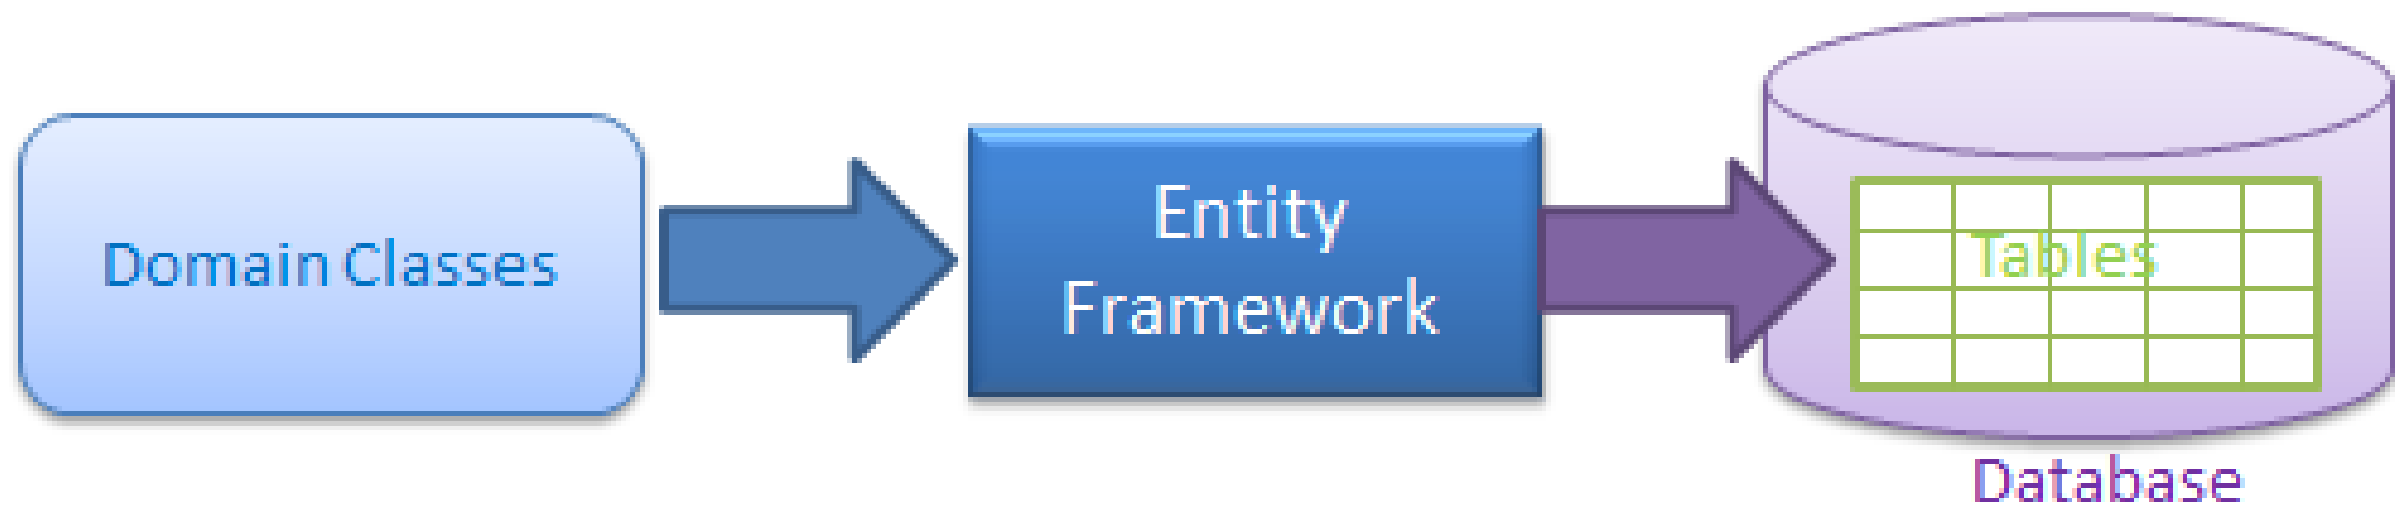 Domain Classes
Entity
Framework
Tables
Database